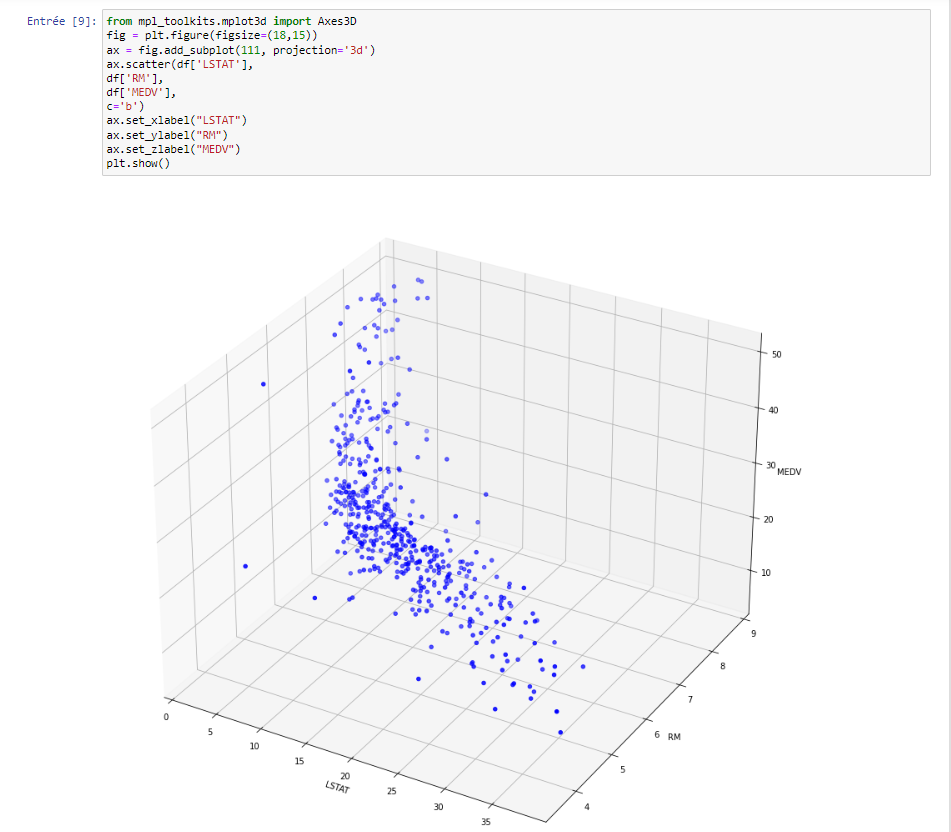 Entrée [9]: from mpl_toolkits.mplot3d import Axes3D
fig = plt.figure(figsize=(18,15))
ax = fig.add_subplot(111, projection='3d')
ax.scatter(df['LSTAT'],
df['RM'],
df['MEDV'],
c='b')
ax.set_xlabel("LSTAT")
ax.set_ylabel("RM")
ax.set_zlabel("MEDV")
plt.show()
50
40
30
MEDV
20
10
9
8
7
6
RM
5
4
0
5
10
15
20
LSTAT
25
30
35